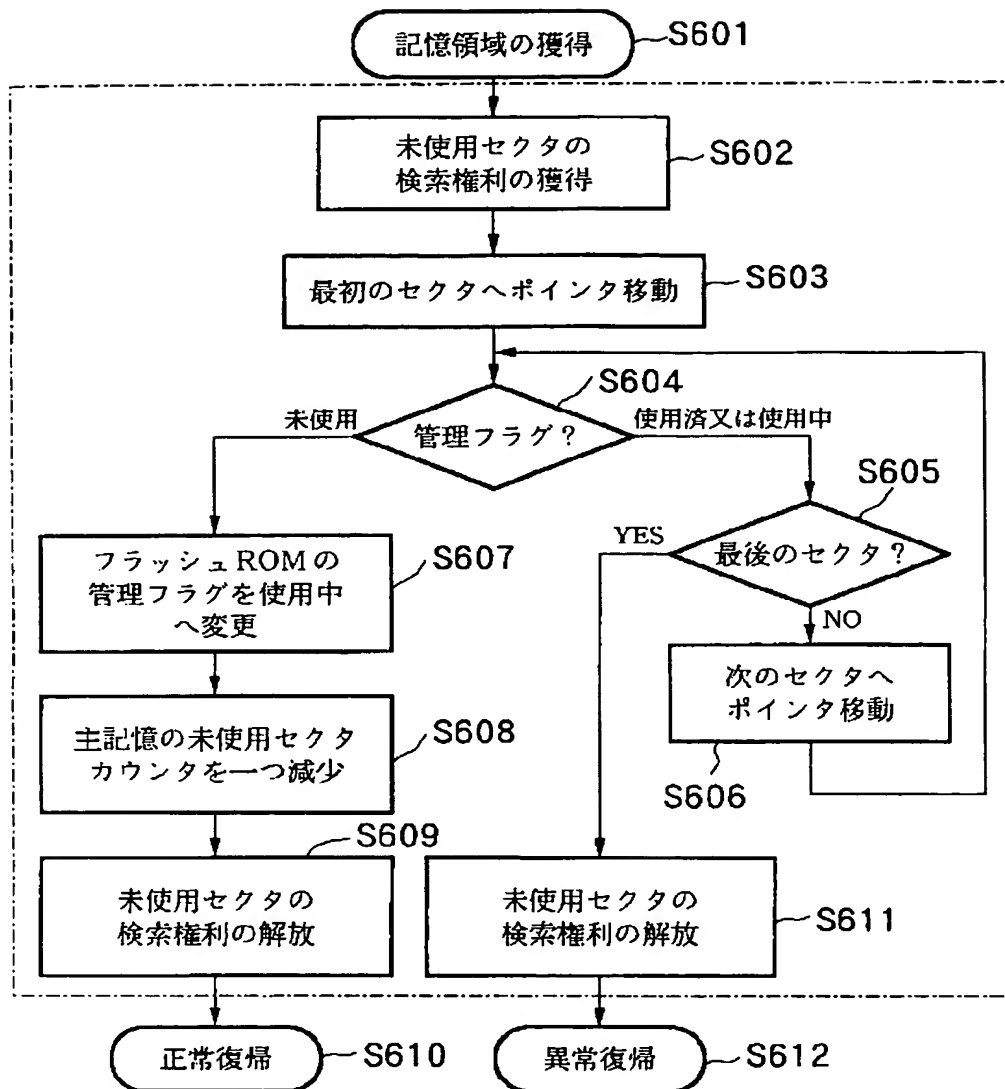 記憶領域の獲得
S601
未使用セクタの
検索権利の獲得
S602
最初のセクタへポインタ移動
S603
S604
管理フラグ?
未使用
使用済又は使用中
S605
最後のセクタ?
YES
NO
フラッシュROMの
管理フラグを使用中
へ変更
S607
次のセクタへ
ポインタ移動
S606
主記憶の未使用セクタ
カウンタを一つ減少
S608
S609
未使用セクタの
検索権利の解放
未使用セクタの
検索権利の解放
S611
正常復帰
S610
異常復帰
S612